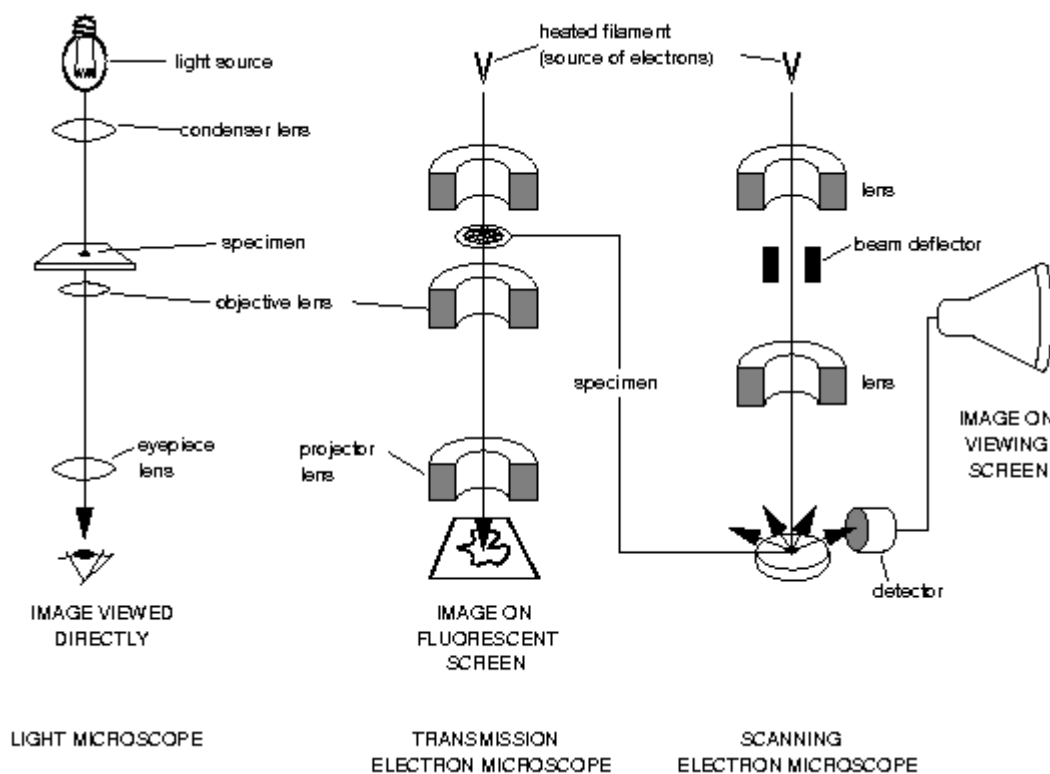 heated filament
(source of electrons)
light source
condenser lens
lens
specimen
beam deflector
objective lens
specimen
lens
IMAGE ON
VIEWING
SCREEN
eyepiece
lens
projector
lens
detector
IMAGE VIEWED
DIRECTLY
IMAGE ON
FLUORESCENT
SCREEN
LIGHT MICROSCOPE
TRANSMISSION
ELECTRON MICROSCOPE
SCANNING
ELECTRON MICROSCOPE